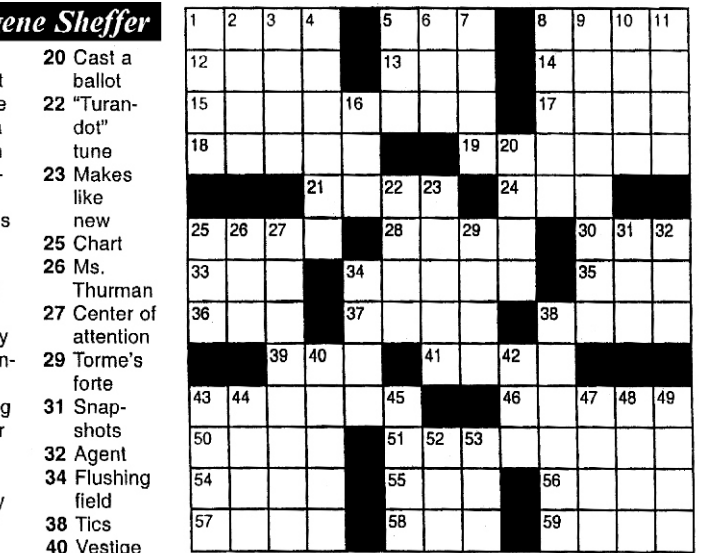 ene Sheffer
20 Cast a
ballot
22 "Turan-
dot"
tune
23 Makes
like
new
25 Chart
26 Ms.
Thurman
27 Center of
attention
29 Torme's
forte
31 Snap-
shots
32 Agent
34 Flushing
field
38 Tics
40 Vestige
1 2 3 4 5 6 7 8 9 10 11
12 13 14
15 16 17
18 19 20
21 22 23 24
25 26 27 28 29 30 31 32
33 34 35
36 37 38
39 40 41 42
43 44 45 46 47 48 49
50 51 52 53
54 55 56
57 58 59